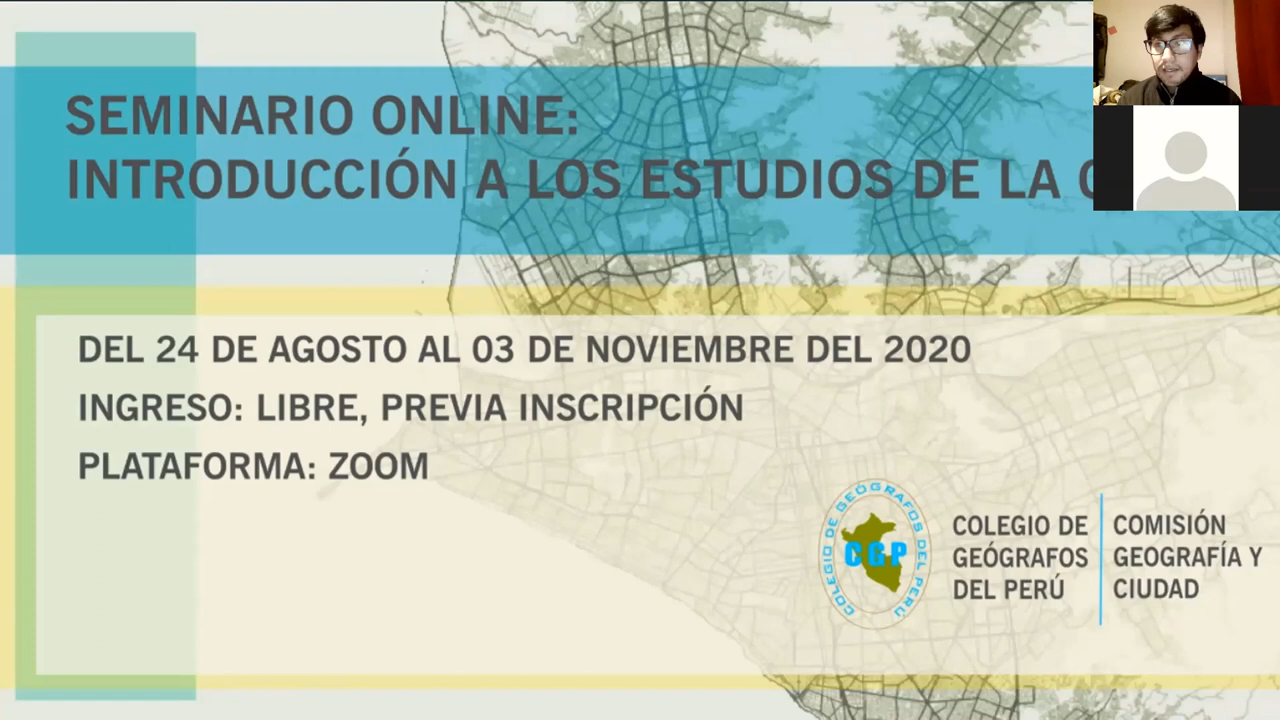 SEMINARIO ONLINE:
INTRODUCCIÓN A LOS ESTUDIOS DE LA
DEL 24 DE AGOSTO AL 03 DE NOVIEMBRE DEL 2020
INGRESO: LIBRE, PREVIA INSCRIPCIÓN
PLATAFORMA: ZOOM
COLEGIO DE GEÓGRAFOS DEL PERÚ
CGP
COLEGIO DE
GEÓGRAFOS
DEL PERÚ
COMISIÓN
GEOGRAFÍA Y
CIUDAD